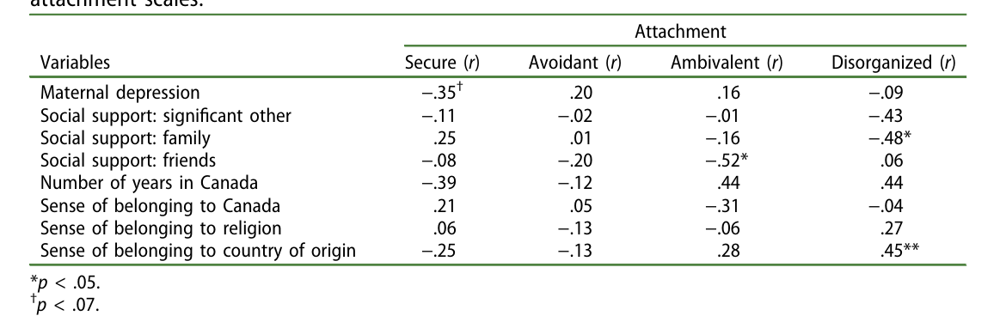 attachment scales.
Attachment
Variables Secure (r) Avoidant (r) Ambivalent (r) Disorganized (r)
Maternal depression −.35† .20 .16 −.09
Social support: significant other −.11 −.02 −.01 −.43
Social support: family .25 .01 −.16 −.48*
Social support: friends −.08 −.20 −.52* .06
Number of years in Canada −.39 −.12 .44 .44
Sense of belonging to Canada .21 .05 −.31 −.04
Sense of belonging to religion .06 −.13 −.06 .27
Sense of belonging to country of origin −.25 −.13 .28 .45**
*p < .05.
†p < .07.